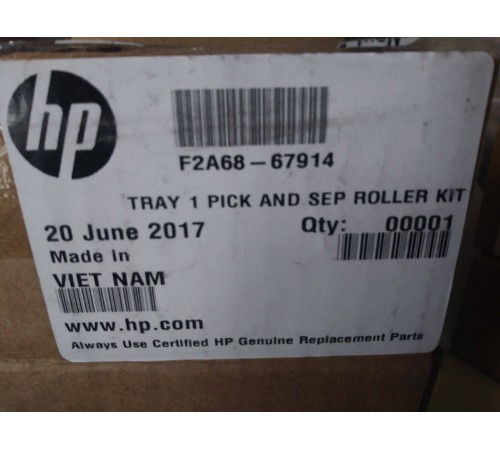 hp
F2A68-67914
TRAY 1 PICK AND SEP ROLLER KIT
20 June 2017 Qty: 00001
Made in
VIET NAM
www.hp.com
Always Use Certified HP Genuine Replacement Parts